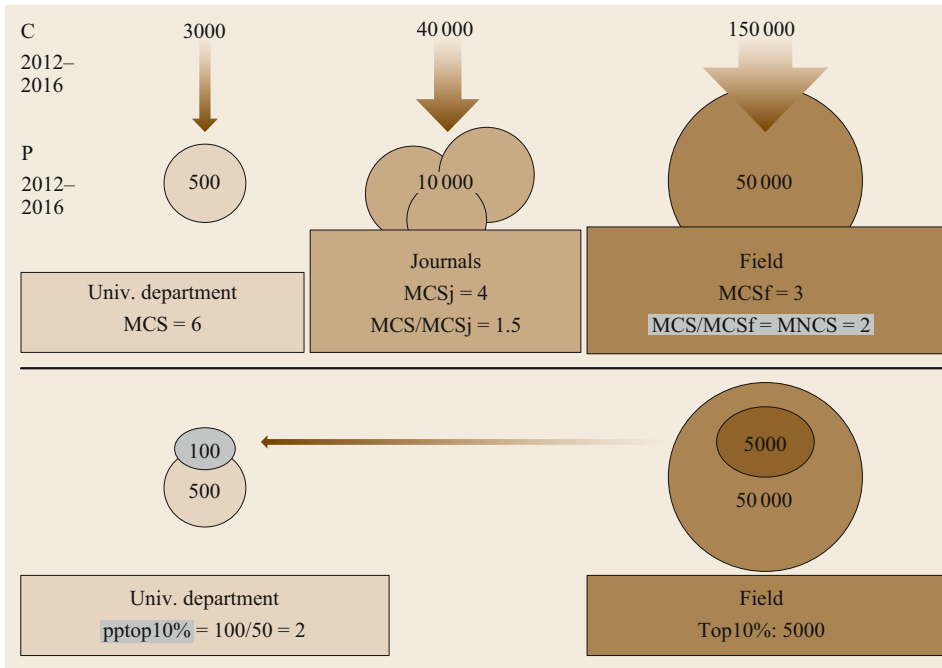 C
2012–
2016
3000
40 000
150 000
P
2012–
2016
500
10 000
50 000
Univ. department
MCS = 6
Journals
MCSj = 4
MCS/MCSj = 1.5
Field
MCSf = 3
MCS/MCSf = MNCS = 2
100
500
5000
50 000
Univ. department
pptop10% = 100/50 = 2
Field
Top10%: 5000